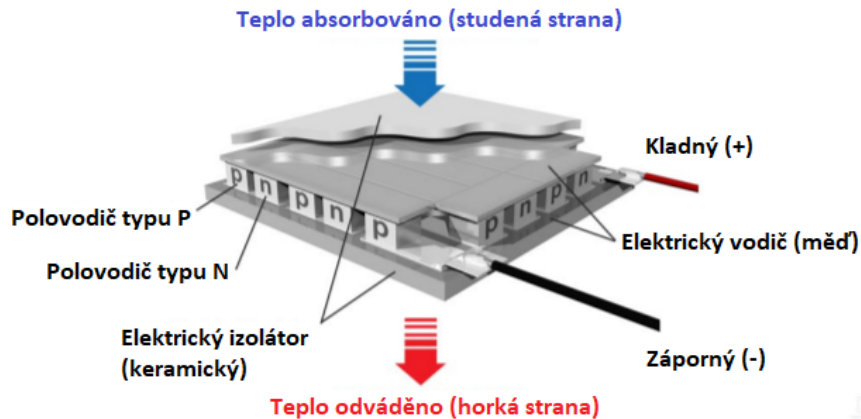 Teplo absorbováno (studená strana)
Kladný (+)
p
n
p
n
p
p
n
p
n
Polovodič typu P
Elektrický vodič (měď)
Polovodič typu N
Elektrický izolátor
(keramický)
Záporný (-)
Teplo odváděno (horká strana)